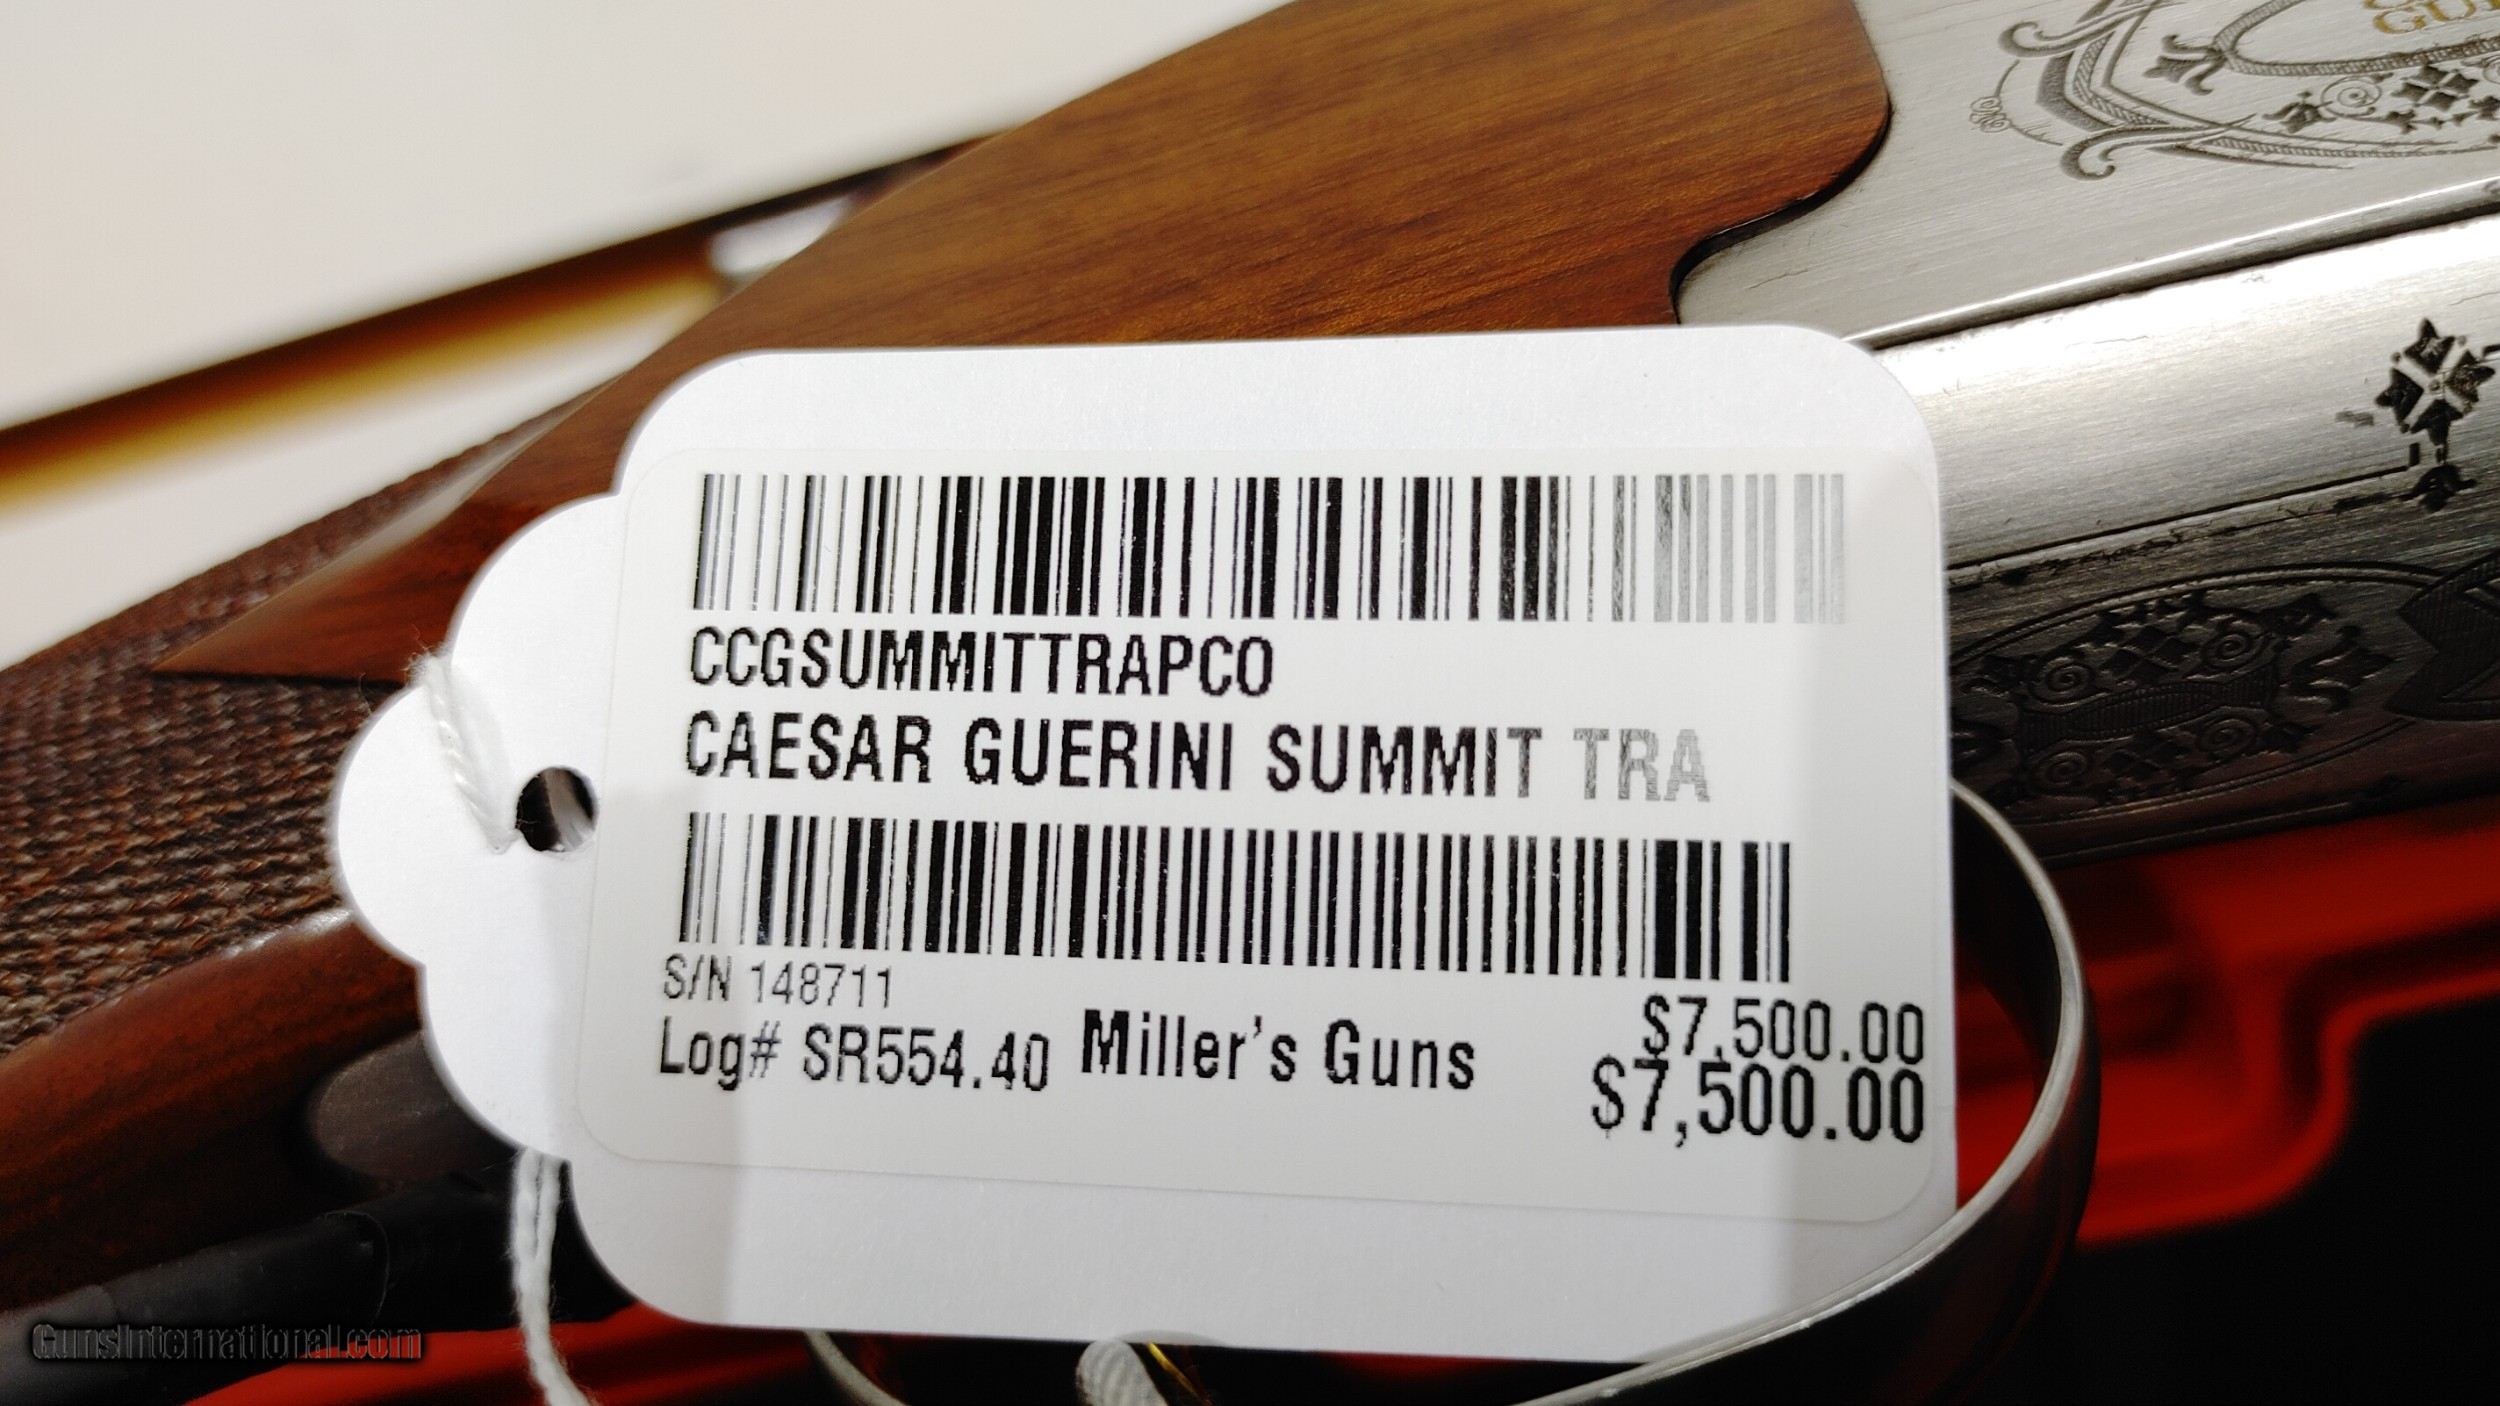 CCGSUMMITTRAPCO
CAESAR GUERINI SUMMIT TRA
S/N 148711
$7,500.00
Log# SR554.40 Miller's Guns
$7,500.00
GunsInternational.com